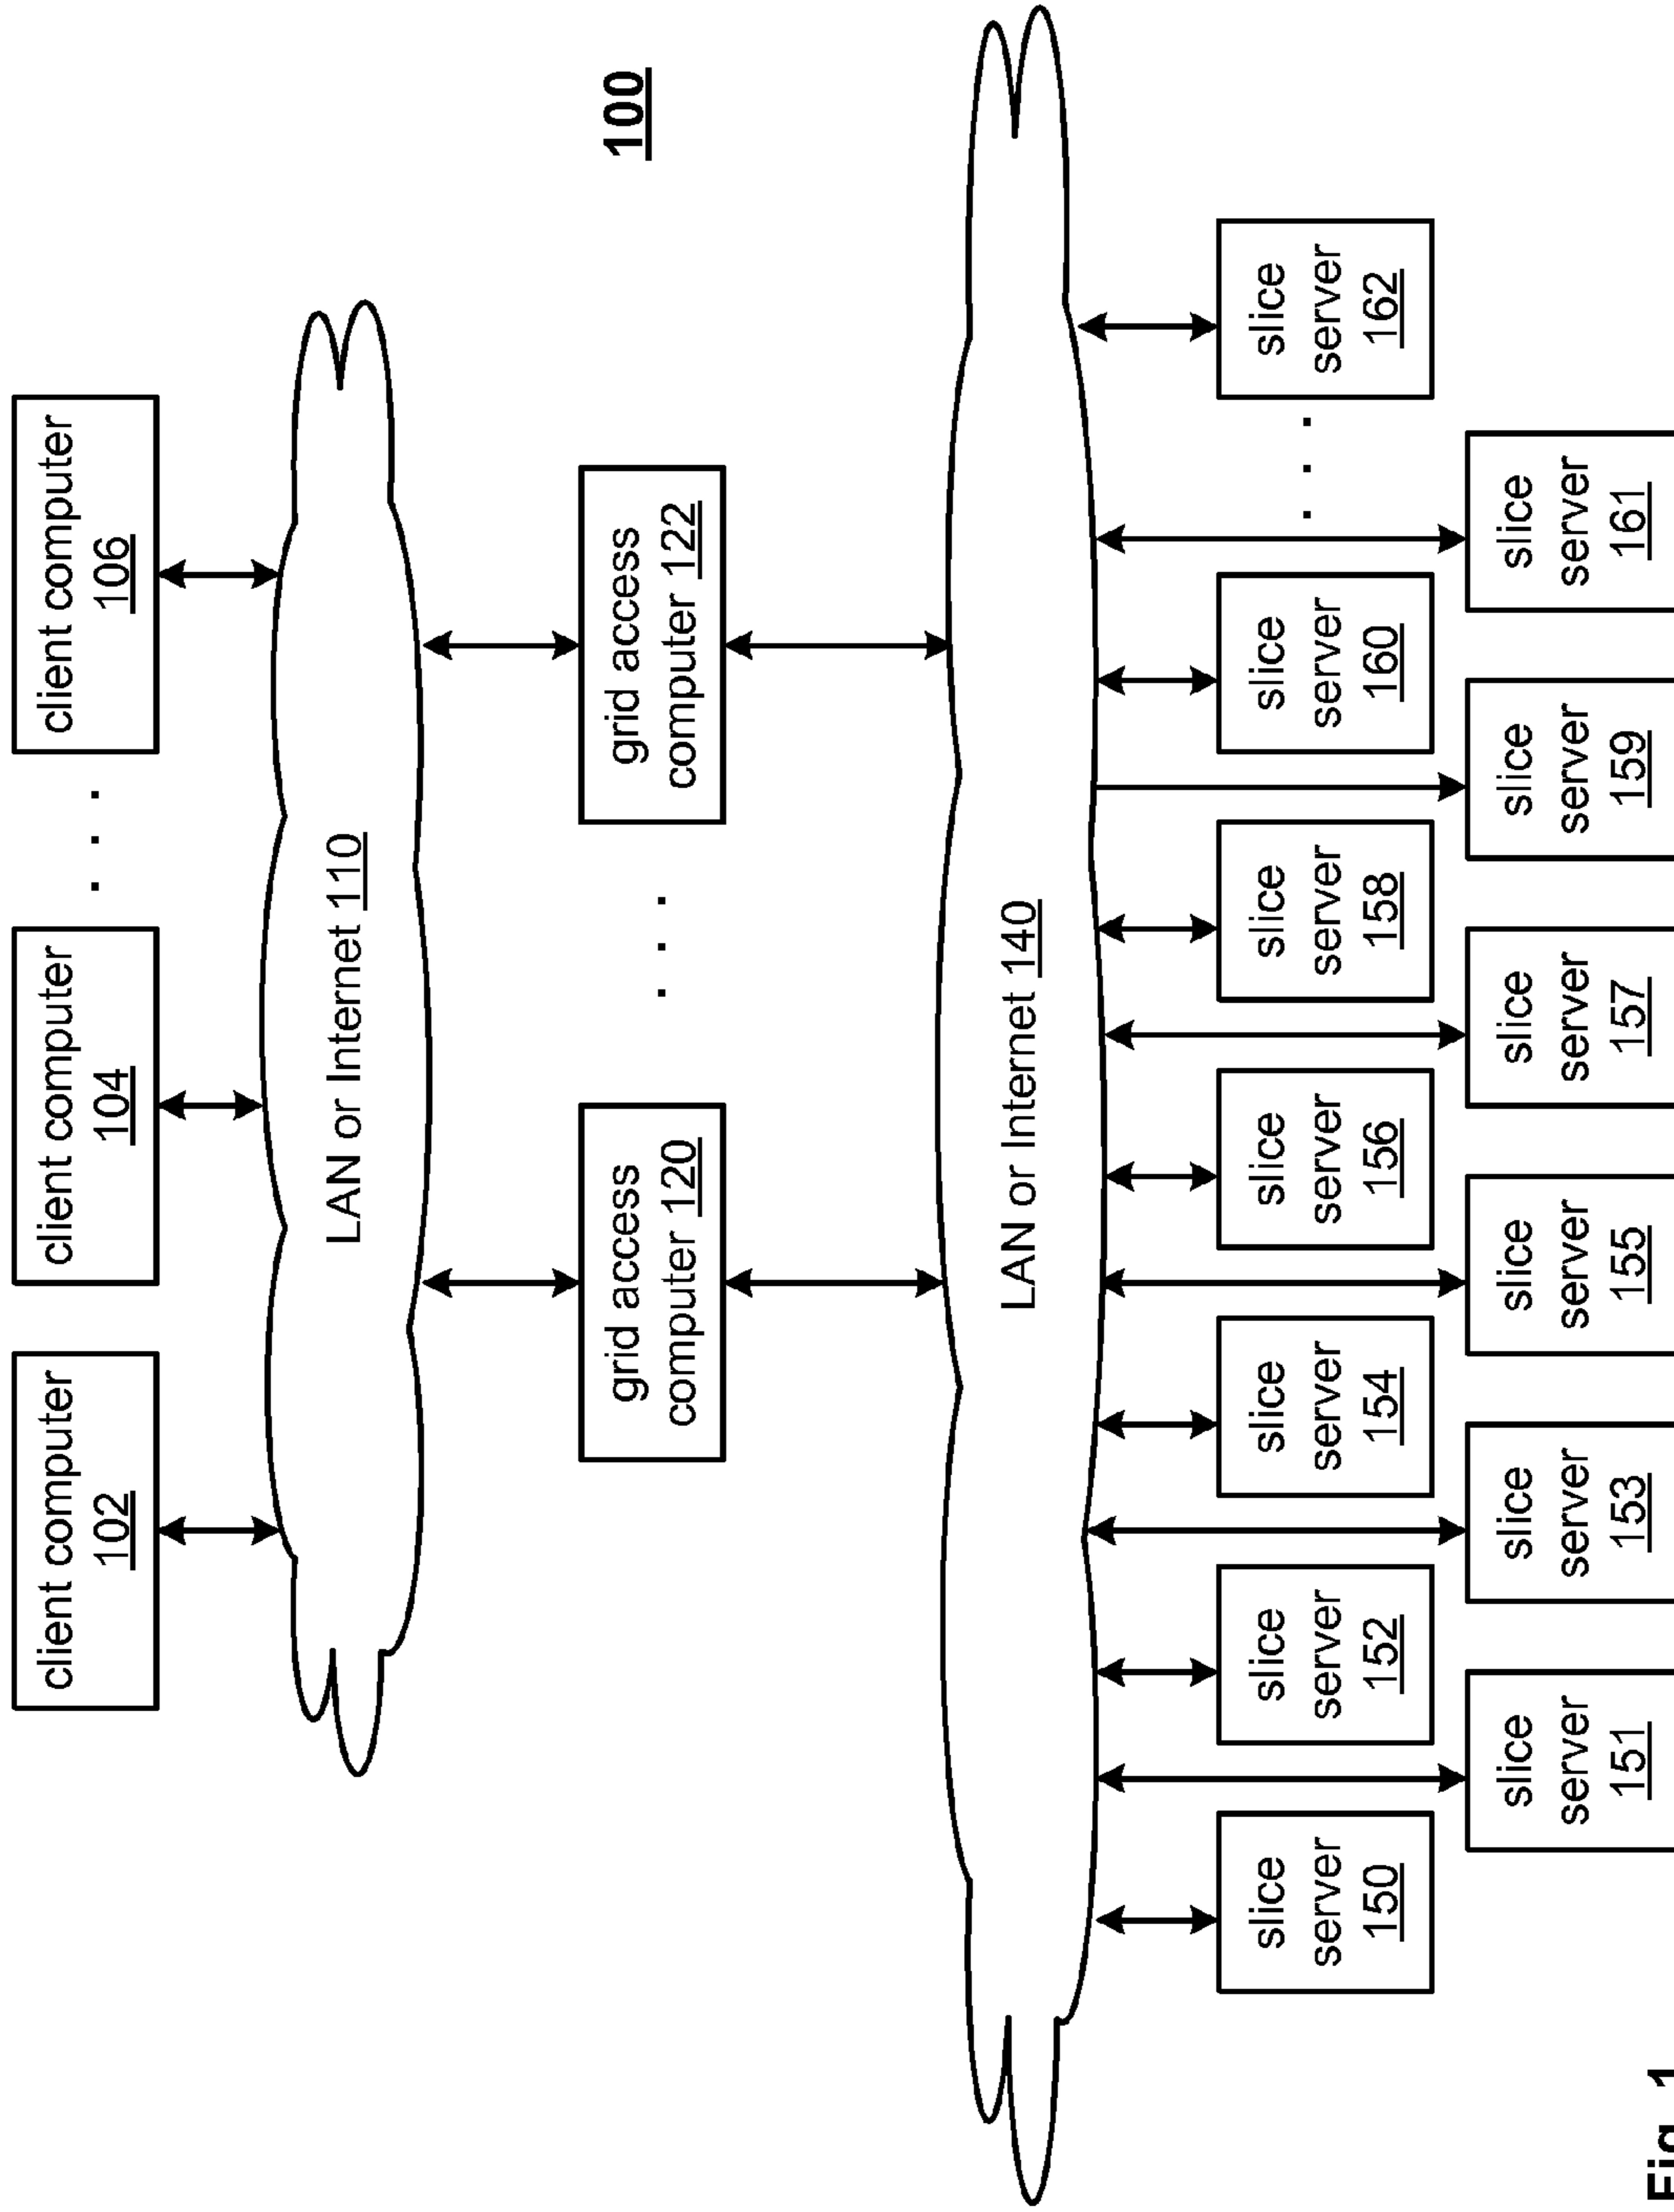 client computer
102
client computer
104
. . .
client computer
106
LAN or Internet 110
100
grid access
computer 120
. . .
grid access
computer 122
LAN or Internet 140
slice
server
150
slice
server
152
slice
server
154
slice
server
156
slice
server
158
slice
server
160
. . .
slice
server
162
slice
server
151
slice
server
153
slice
server
155
slice
server
157
slice
server
159
slice
server
161
Fig. 1